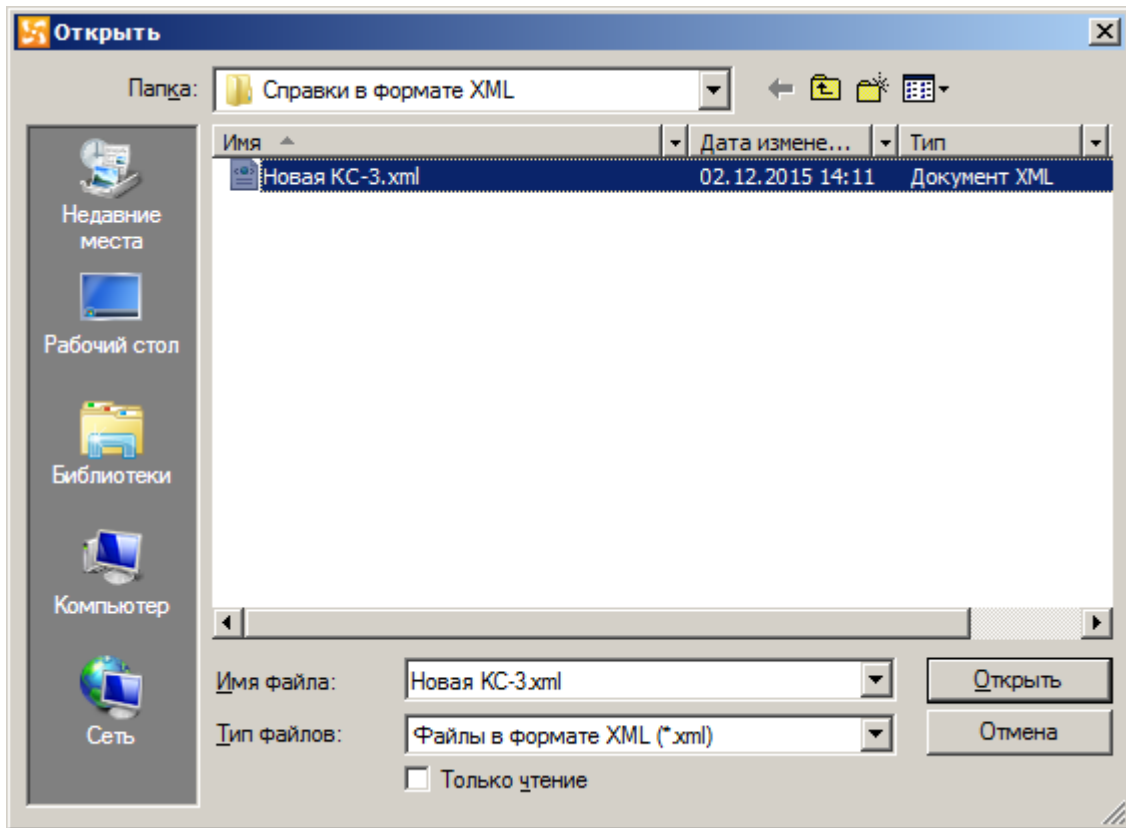 Открыть
Папка: Справки в формате XML
Имя Дата измене... Тип
Новая КС-3.xml 02.12.2015 14:11 Документ XML
Недавние
места
Рабочий стол
Библиотеки
Компьютер
Сеть
Имя файла: Новая КС-3.xml Открыть
Тип файлов: Файлы в формате XML (*.xml) Отмена
Только чтение